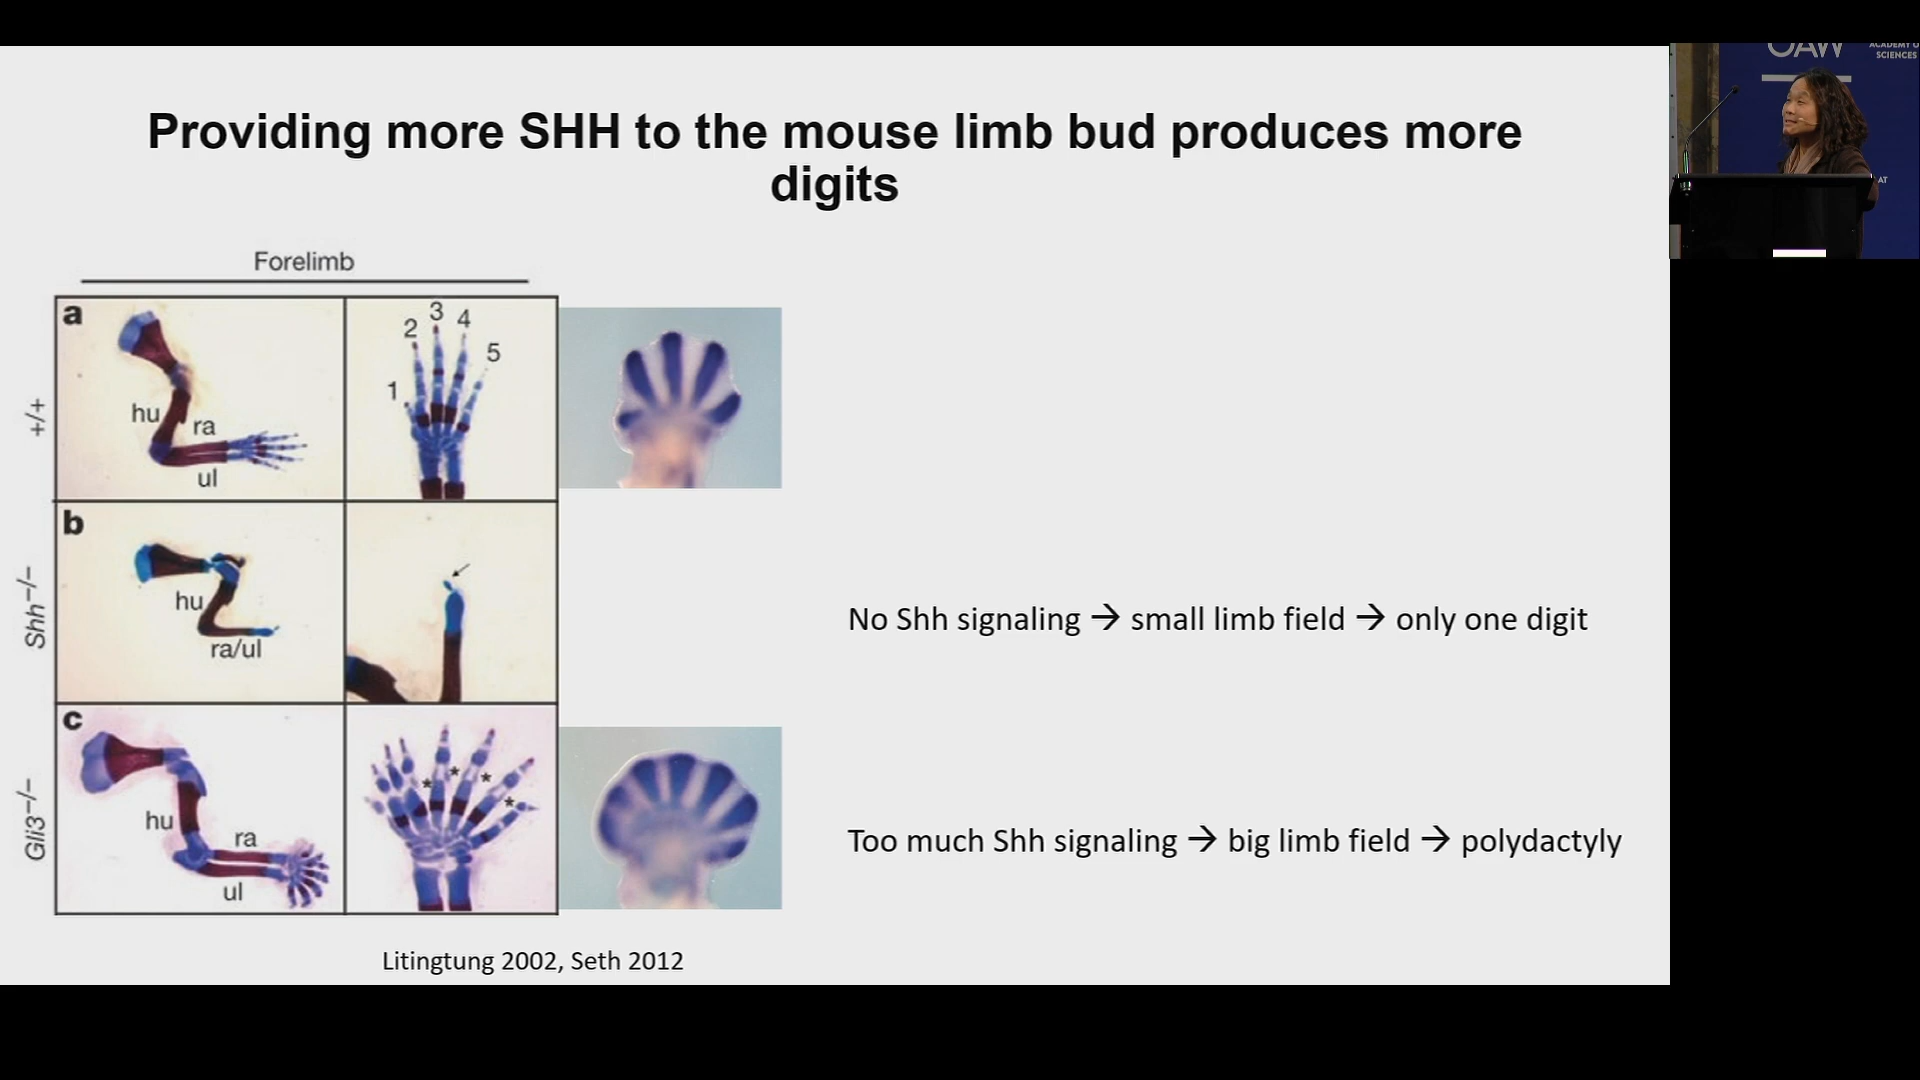 OAW
ACADEMY O
SCIENCES
AT
Providing more SHH to the mouse limb bud produces more
digits
Forelimb
a
hu
ra
ul
1
2
3
4
5
+/+
b
hu
ra/ul
Shh−/−
No Shh signaling → small limb field → only one digit
c
hu
ra
ul
* * * *
Gli3−/−
Too much Shh signaling → big limb field → polydactyly
Litingtung 2002, Seth 2012